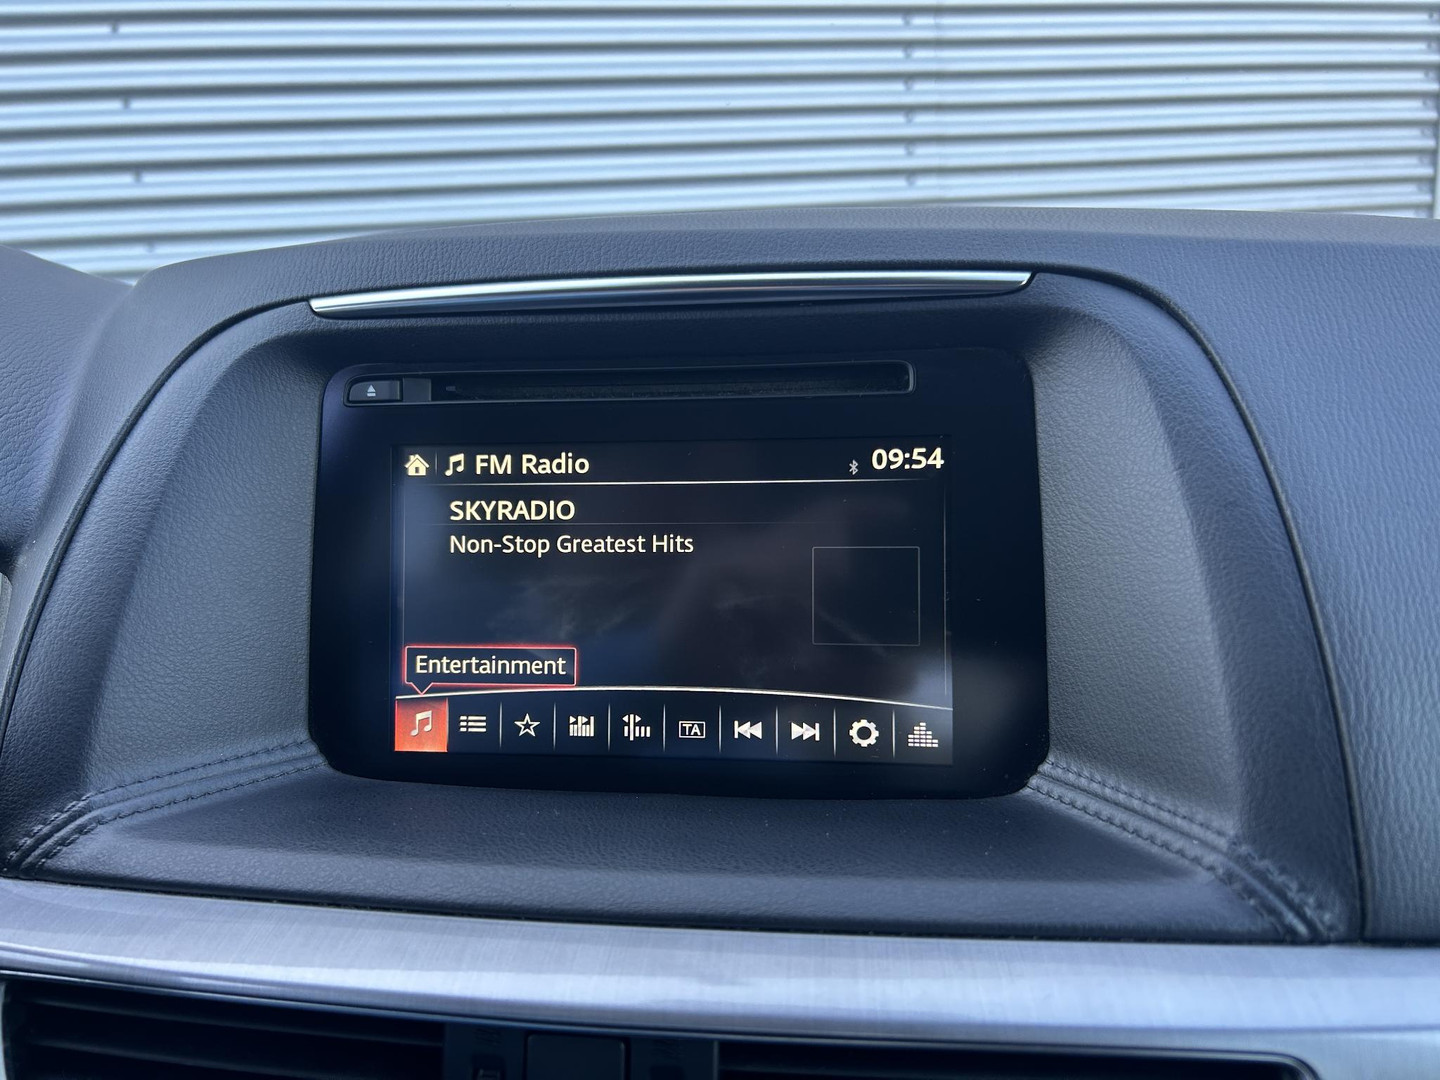 FM Radio
09:54
SKYRADIO
Non-Stop Greatest Hits
Entertainment
TA